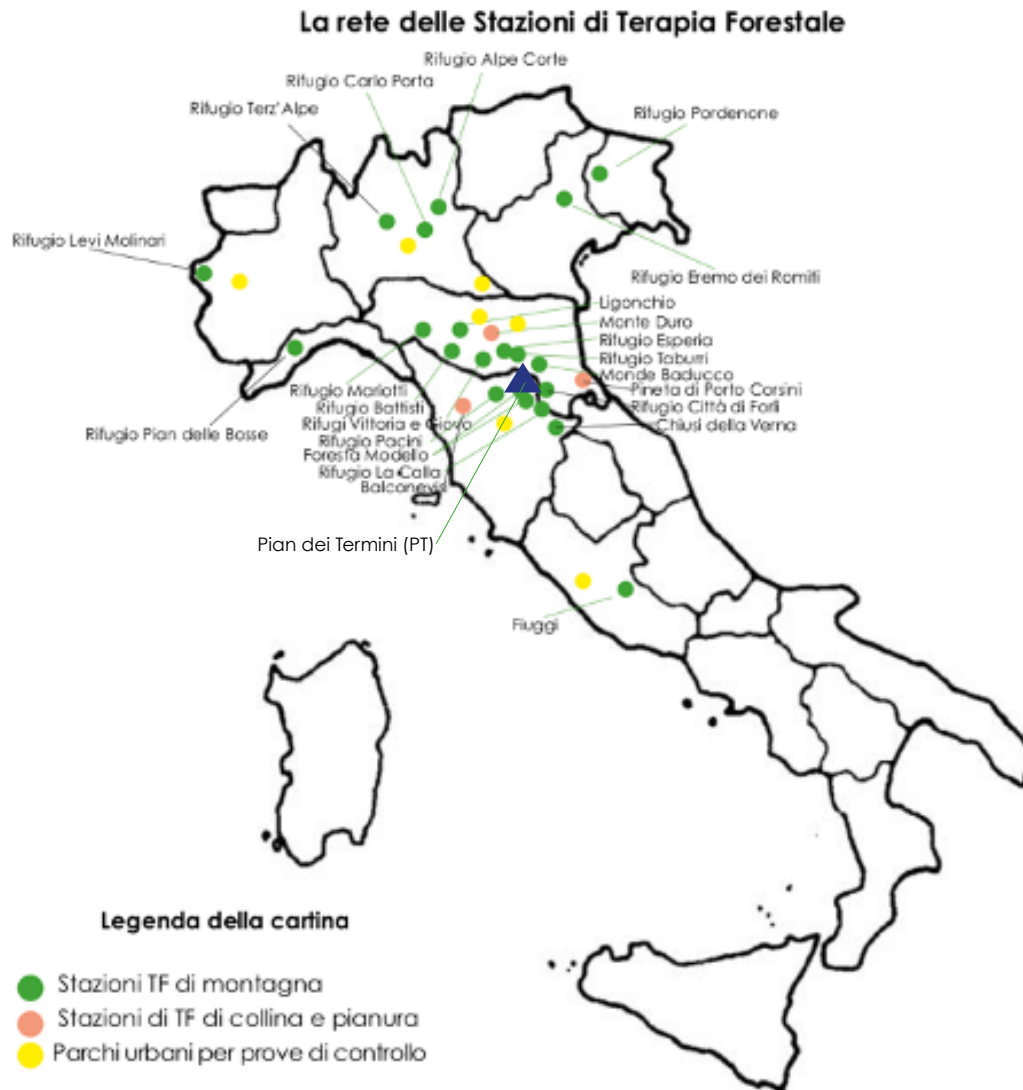 La rete delle Stazioni di Terapia Forestale
Rifugio Alpe Corte
Rifugio Carlo Porta
Rifugio Terz'Alpe
Rifugio Pordenone
Rifugio Levi Molinari
Rifugio Eremo dei Romiti
Ligonchio
Monte Duro
Rifugio Esperia
Rifugio Taburri
Monde Baducco
Pineta di Porto Corsini
Rifugio Città di Forlì
Chiusi della Verna
Rifugio Mariotti
Rifugio Battisti
Rifugi Vittoria e Giovo
Rifugio Pacini
Foresta Modello
Rifugio La Calla
Balcanevisi
Rifugio Pian delle Bosse
Pian dei Termini (PT)
Fiuggi
Legenda della cartina
Stazioni TF di montagna
Stazioni di TF di collina e pianura
Parchi urbani per prove di controllo